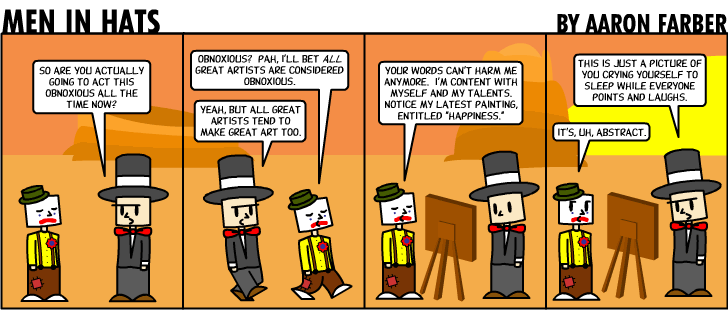 MEN IN HATS
BY AARON FARBER
SO ARE YOU ACTUALLY
GOING TO ACT THIS
OBNOXIOUS ALL THE
TIME NOW?
OBNOXIOUS? PAH, I'LL BET ALL
GREAT ARTISTS ARE CONSIDERED
OBNOXIOUS.
YEAH, BUT ALL GREAT
ARTISTS TEND TO
MAKE GREAT ART TOO.
YOUR WORDS CAN'T HARM ME
ANYMORE. I'M CONTENT WITH
MYSELF AND MY TALENTS.
NOTICE MY LATEST PAINTING,
ENTITLED "HAPPINESS."
THIS IS JUST A PICTURE OF
YOU CRYING YOURSELF TO
SLEEP WHILE EVERYONE
POINTS AND LAUGHS.
IT'S, UH, ABSTRACT.